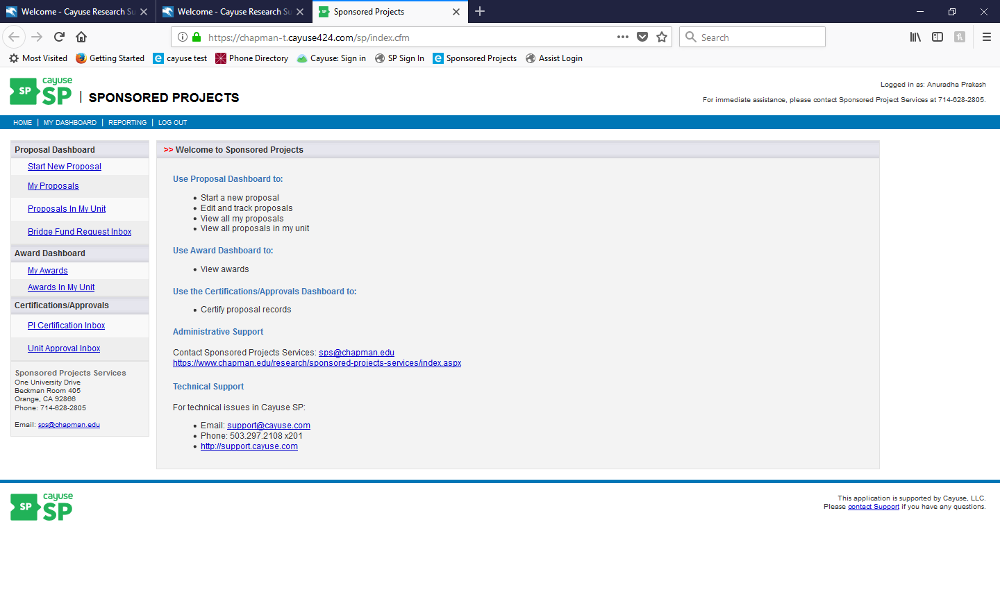 Welcome - Cayuse Research Su
Welcome - Cayuse Research Su
SP Sponsored Projects
https://chapman-t.cayuse424.com/sp/index.cfm
Search
Most Visited
Getting Started
cayuse test
Phone Directory
Cayuse: Sign in
SP Sign In
Sponsored Projects
Assist Login
SP cayuse SP | SPONSORED PROJECTS
Logged in as: Anuradha Prakash
For immediate assistance, please contact Sponsored Project Services at 714-628-2805.
HOME | MY DASHBOARD | REPORTING | LOG OUT
Proposal Dashboard
Start New Proposal
My Proposals
Proposals In My Unit
Bridge Fund Request Inbox
Award Dashboard
My Awards
Awards In My Unit
Certifications/Approvals
PI Certification Inbox
Unit Approval Inbox
Sponsored Projects Services
One University Drive
Beckman Room 405
Orange, CA 92866
Phone: 714-628-2805
Email: sps@chapman.edu
>> Welcome to Sponsored Projects
Use Proposal Dashboard to:
• Start a new proposal
• Edit and track proposals
• View all my proposals
• View all proposals in my unit
Use Award Dashboard to:
• View awards
Use the Certifications/Approvals Dashboard to:
• Certify proposal records
Administrative Support
Contact Sponsored Projects Services: sps@chapman.edu
https://www.chapman.edu/research/sponsored-projects-services/index.aspx
Technical Support
For technical issues in Cayuse SP:
• Email: support@cayuse.com
• Phone: 503.297.2108 x201
• http://support.cayuse.com
SP cayuse SP
This application is supported by Cayuse, LLC.
Please contact Support if you have any questions.